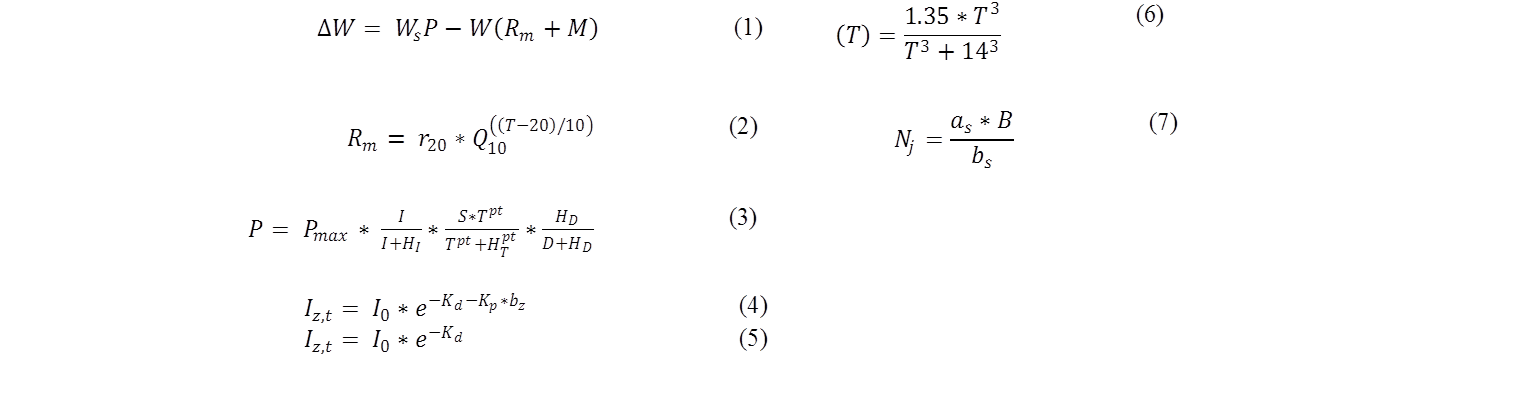 ΔW = W_s P − W(R_m + M) (1)
R_m = r_20 * Q_10^((T−20)/10) (2)
P = P_max * I/(I+H_I) * S*T^pt/(T^pt+H_T^pt) * H_D/(D+H_D) (3)
I_z,t = I_0 * e^(−K_d−K_p*b_z) (4)
I_z,t = I_0 * e^(−K_d) (5)
(T) = 1.35 * T^3/(T^3 + 14^3) (6)
N_j = a_s * B/b_s (7)